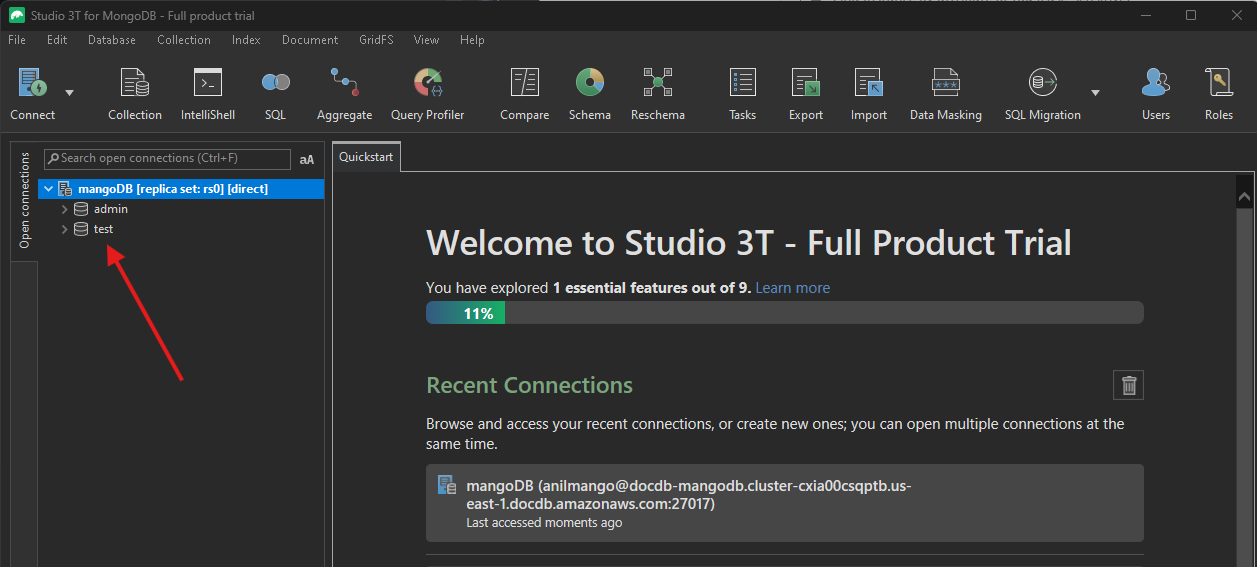 Studio 3T for MongoDB - Full product trial
File Edit Database Collection Index Document GridFS View Help
Connect Collection IntelliShell SQL Aggregate Query Profiler Compare Schema Reschema Tasks Export Import Data Masking SQL Migration Users Roles
Open connections
Search open connections (Ctrl+F) aA
mangoDB [replica set: rs0] [direct]
admin
test
Quickstart
Welcome to Studio 3T - Full Product Trial
You have explored 1 essential features out of 9. Learn more
11%
Recent Connections
Browse and access your recent connections, or create new ones; you can open multiple connections at the
same time.
mangoDB (anilmango@docdb-mangodb.cluster-cxia00csqptb.us-
east-1.docdb.amazonaws.com:27017)
Last accessed moments ago